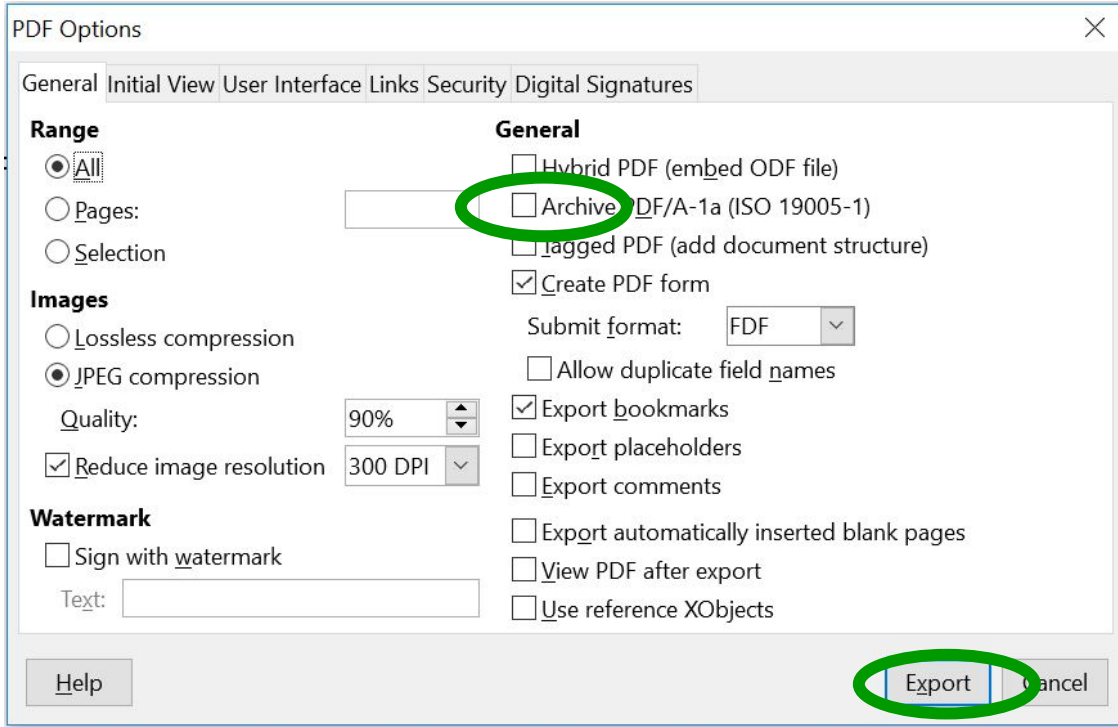 PDF Options
General Initial View User Interface Links Security Digital Signatures
Range
All
Pages:
Selection
Images
Lossless compression
JPEG compression
Quality: 90%
Reduce image resolution 300 DPI
Watermark
Sign with watermark
Text:
General
Hybrid PDF (embed ODF file)
Archive PDF/A-1a (ISO 19005-1)
Tagged PDF (add document structure)
Create PDF form
Submit format: FDF
Allow duplicate field names
Export bookmarks
Export placeholders
Export comments
Export automatically inserted blank pages
View PDF after export
Use reference XObjects
Help Export Cancel